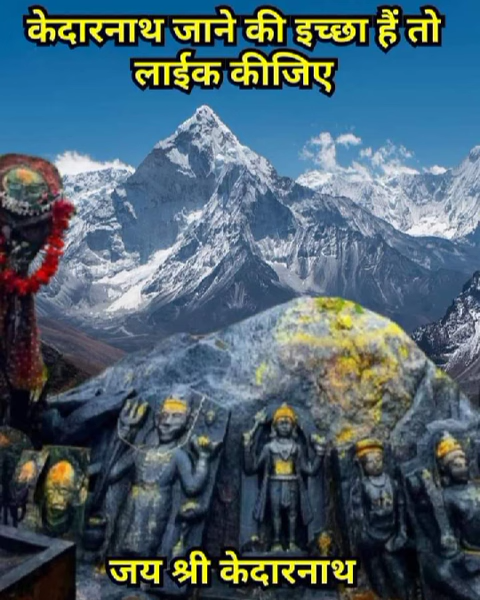 केदारनाथ जाने की इच्छा हैं तो
लाईक कीजिए
जय श्री केदारनाथ